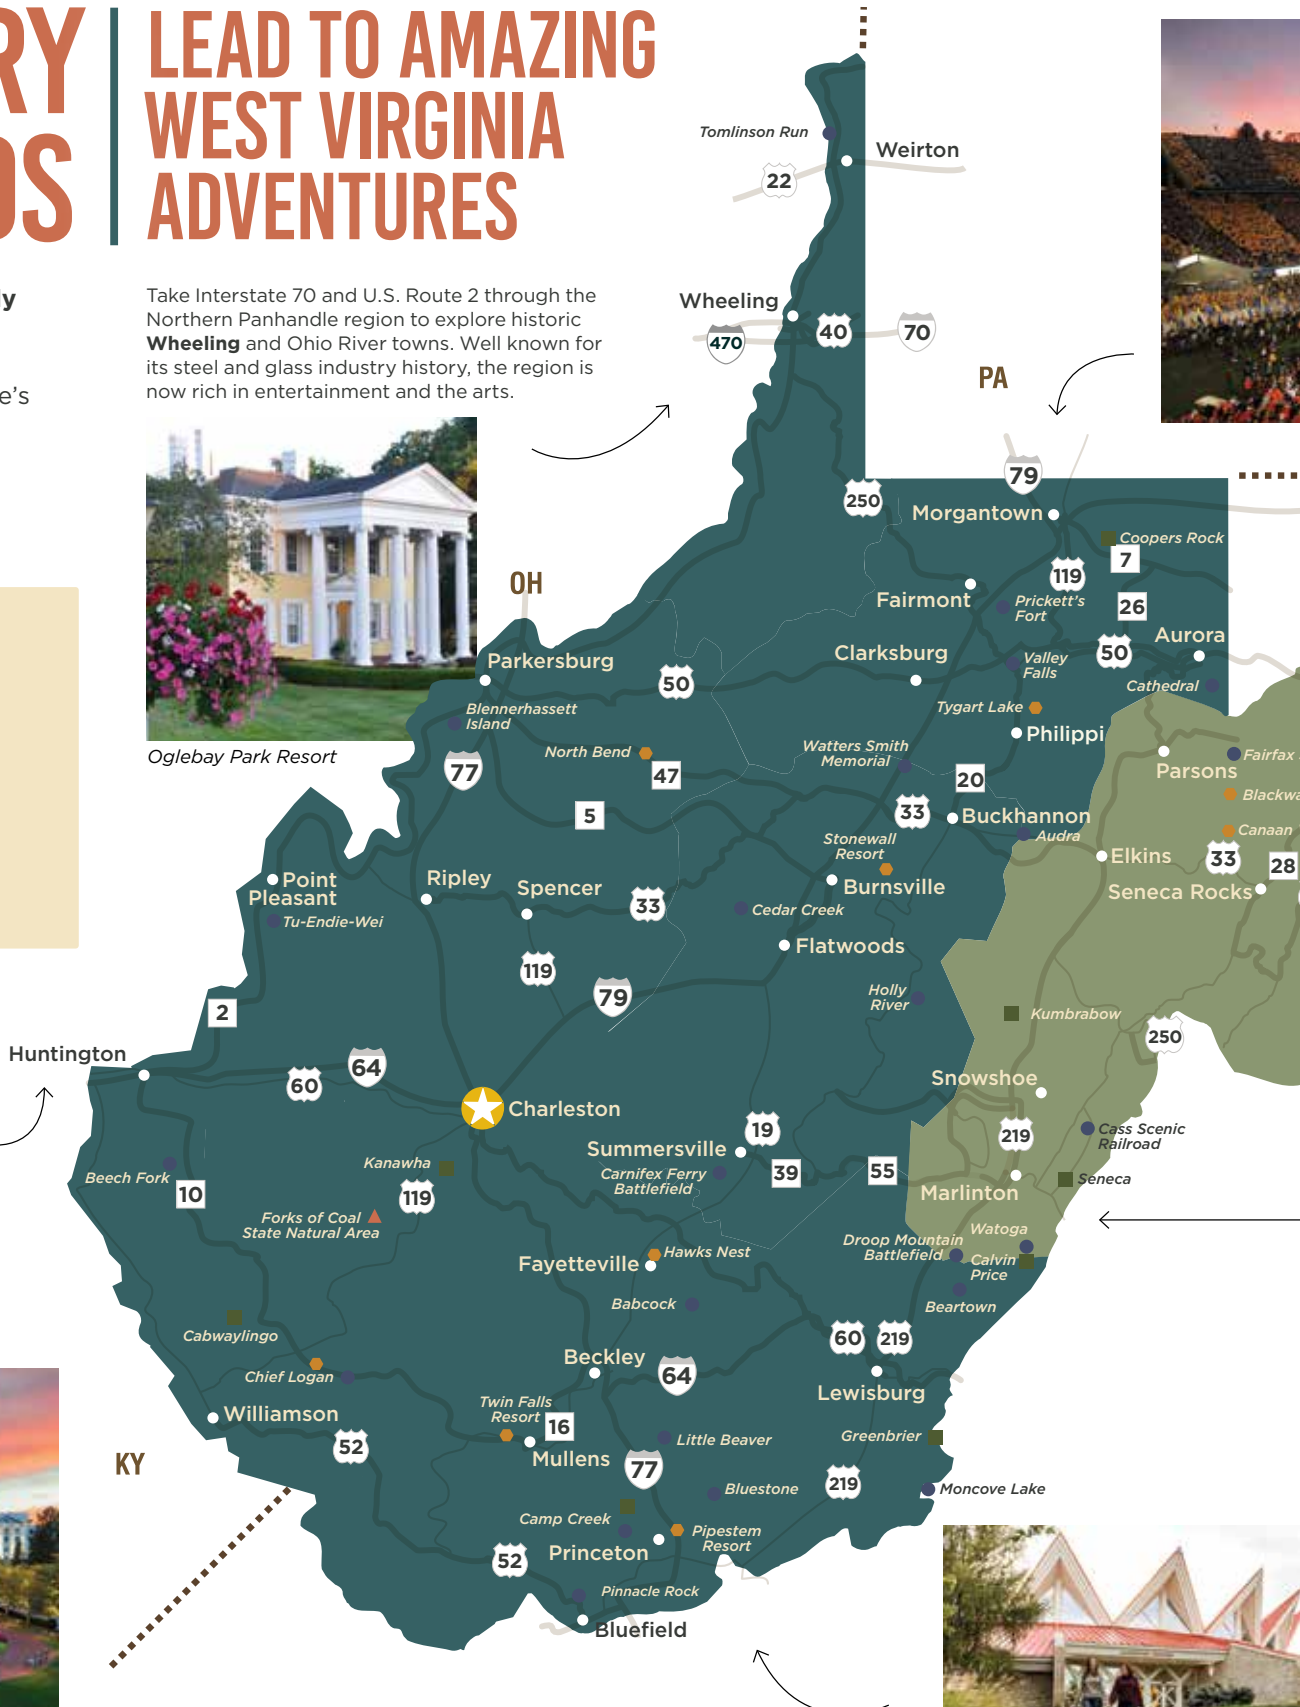 RY
DS
LEAD TO AMAZING
WEST VIRGINIA
ADVENTURES
ly
e's
Take Interstate 70 and U.S. Route 2 through the
Northern Panhandle region to explore historic
Wheeling and Ohio River towns. Well known for
its steel and glass industry history, the region is
now rich in entertainment and the arts.
Oglebay Park Resort
Tomlinson Run
Weirton
22
Wheeling
470
40
70
PA
79
250
Morgantown
Coopers Rock
7
119
Fairmont
Prickett's
Fort
26
OH
Aurora
Clarksburg
50
Parkersburg
Valley
Falls
50
Cathedral
Blennerhassett
Island
Tygart Lake
Philippi
North Bend
Watters Smith
Memorial
77
47
20
Parsons
Fairfax
Blackwa
5
33
Buckhannon
Audra
Canaan
Stonewall
Resort
Elkins
33
28
Point
Pleasant
Ripley
Spencer
Burnsville
Seneca Rocks
33
Cedar Creek
Tu-Endie-Wei
Flatwoods
119
79
Holly
River
2
Kumbrabow
250
Huntington
60
64
Snowshoe
Charleston
19
219
Cass Scenic
Railroad
Summersville
Kanawha
39
55
Beech Fork
10
Carnifex Ferry
Battlefield
Seneca
119
Marlinton
Forks of Coal
State Natural Area
Watoga
Droop Mountain
Battlefield
Hawks Nest
Fayetteville
Calvin
Price
Babcock
Beartown
Cabwaylingo
60
219
Beckley
64
Chief Logan
Lewisburg
Twin Falls
Resort
16
Williamson
Little Beaver
Greenbrier
52
Mullens
KY
77
219
Bluestone
Moncove Lake
Camp Creek
Pipestem
Resort
Princeton
52
Pinnacle Rock
Bluefield